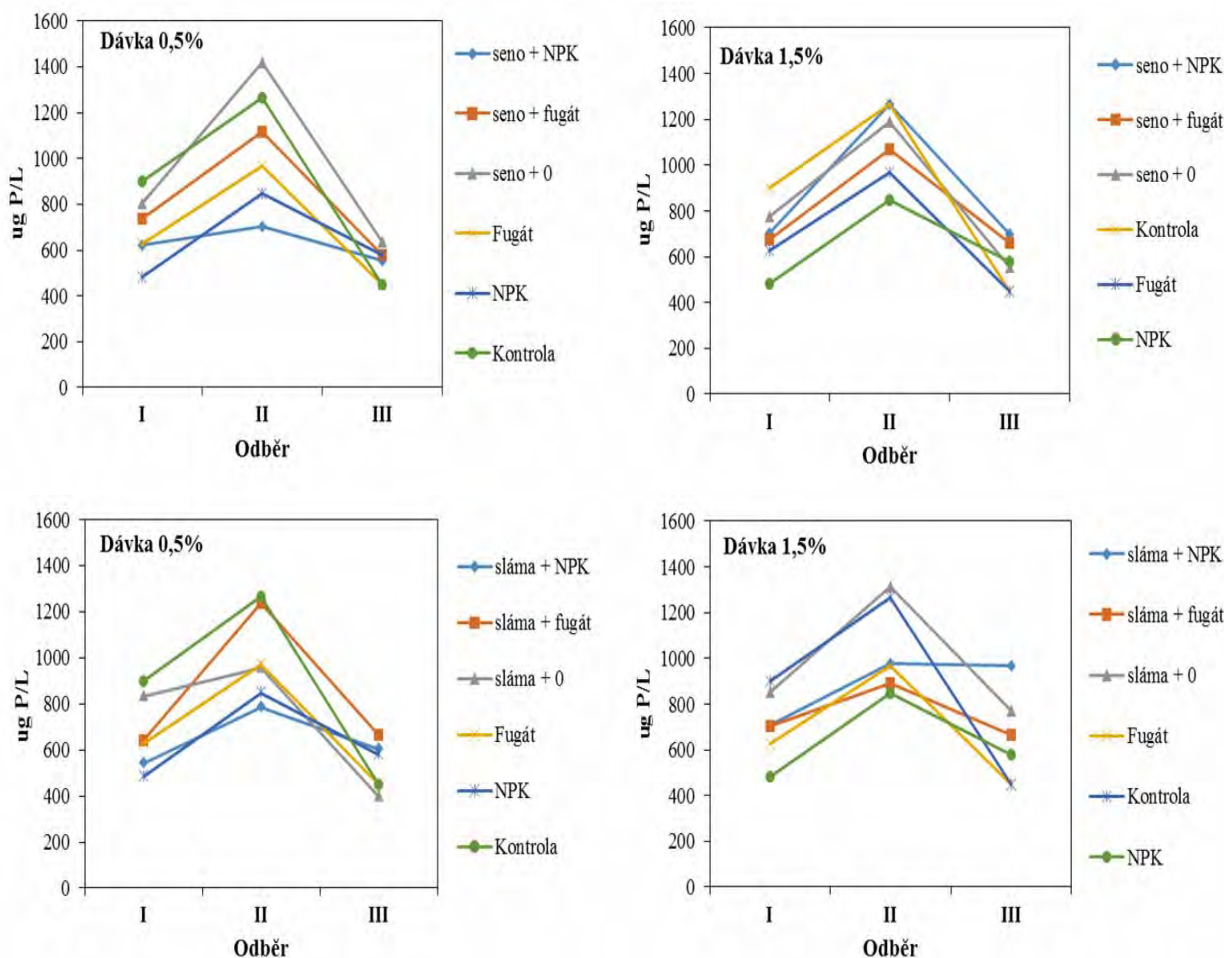 Dávka 0,5%
1600
1400
1200
1000
800
600
400
200
0
ug P/L
I II III
Odběr
seno + NPK
seno + fugát
seno + 0
Fugát
NPK
Kontrola
Dávka 1,5%
1600
1400
1200
1000
800
600
400
200
0
ug P/L
I II III
Odběr
seno + NPK
seno + fugát
seno + 0
Kontrola
Fugát
NPK
Dávka 0,5%
1600
1400
1200
1000
800
600
400
200
0
ug P/L
I II III
Odběr
sláma + NPK
sláma + fugát
sláma + 0
Fugát
NPK
Kontrola
Dávka 1,5%
1600
1400
1200
1000
800
600
400
200
0
ug P/L
I II III
Odběr
sláma + NPK
sláma + fugát
sláma + 0
Fugát
Kontrola
NPK